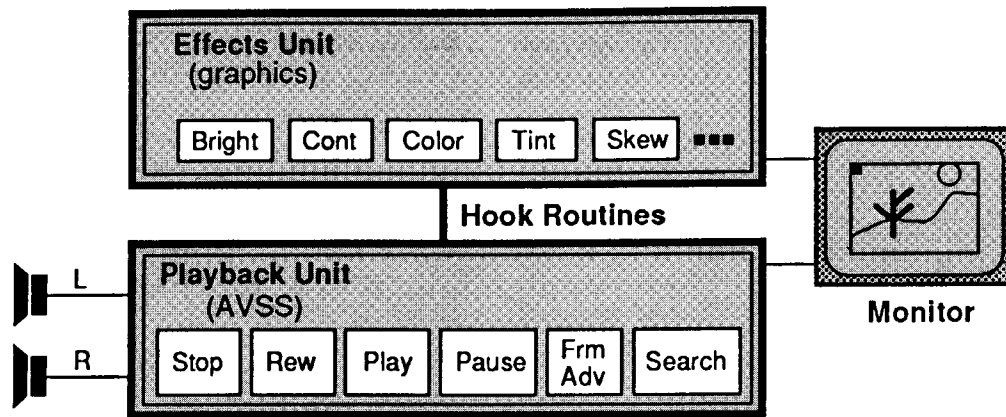 Effects Unit
(graphics)
Bright Cont Color Tint Skew
Hook Routines
Monitor
Playback Unit
(AVSS)
L
R
Stop Rew Play Pause Frm Adv Search